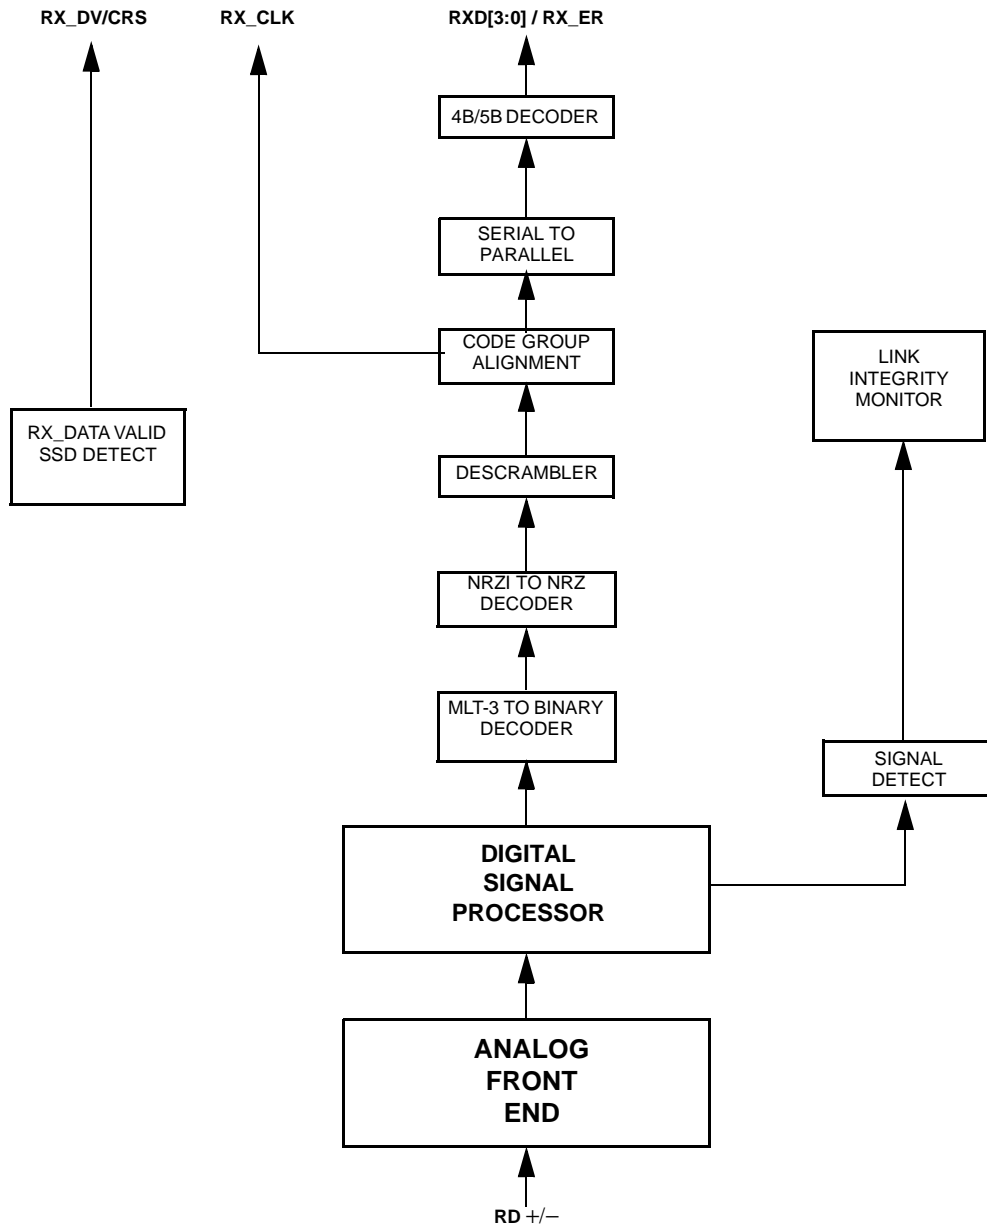 RX_DV/CRS
RX_CLK
RXD[3:0] / RX_ER
4B/5B DECODER
SERIAL TO
PARALLEL
CODE GROUP
ALIGNMENT
LINK
INTEGRITY
MONITOR
RX_DATA VALID
SSD DETECT
DESCRAMBLER
NRZI TO NRZ
DECODER
MLT-3 TO BINARY
DECODER
SIGNAL
DETECT
DIGITAL
SIGNAL
PROCESSOR
ANALOG
FRONT
END
RD +/−